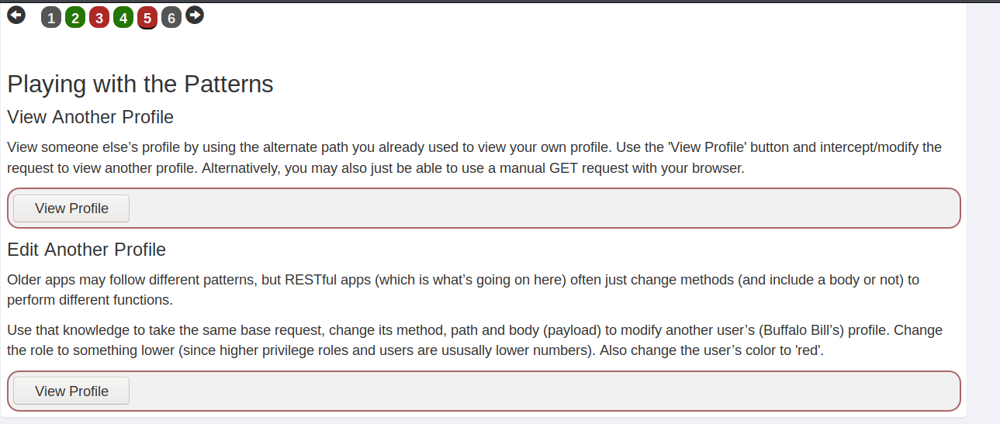 1 2 3 4 5 6
Playing with the Patterns
View Another Profile
View someone else’s profile by using the alternate path you already used to view your own profile. Use the 'View Profile' button and intercept/modify the
request to view another profile. Alternatively, you may also just be able to use a manual GET request with your browser.
View Profile
Edit Another Profile
Older apps may follow different patterns, but RESTful apps (which is what’s going on here) often just change methods (and include a body or not) to
perform different functions.
Use that knowledge to take the same base request, change its method, path and body (payload) to modify another user’s (Buffalo Bill’s) profile. Change
the role to something lower (since higher privilege roles and users are ususally lower numbers). Also change the user’s color to 'red'.
View Profile